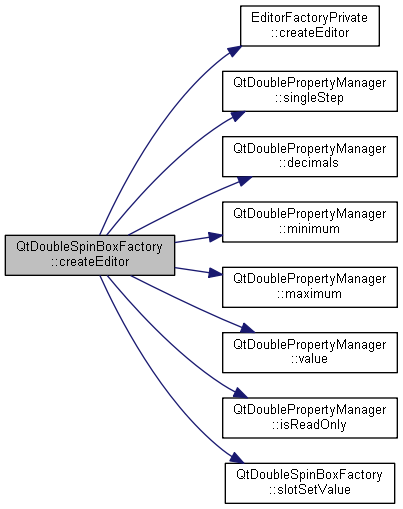 EditorFactoryPrivate
::createEditor
QtDoublePropertyManager
::singleStep
QtDoublePropertyManager
::decimals
QtDoublePropertyManager
::minimum
QtDoubleSpinBoxFactory
::createEditor
QtDoublePropertyManager
::maximum
QtDoublePropertyManager
::value
QtDoublePropertyManager
::isReadOnly
QtDoubleSpinBoxFactory
::slotSetValue